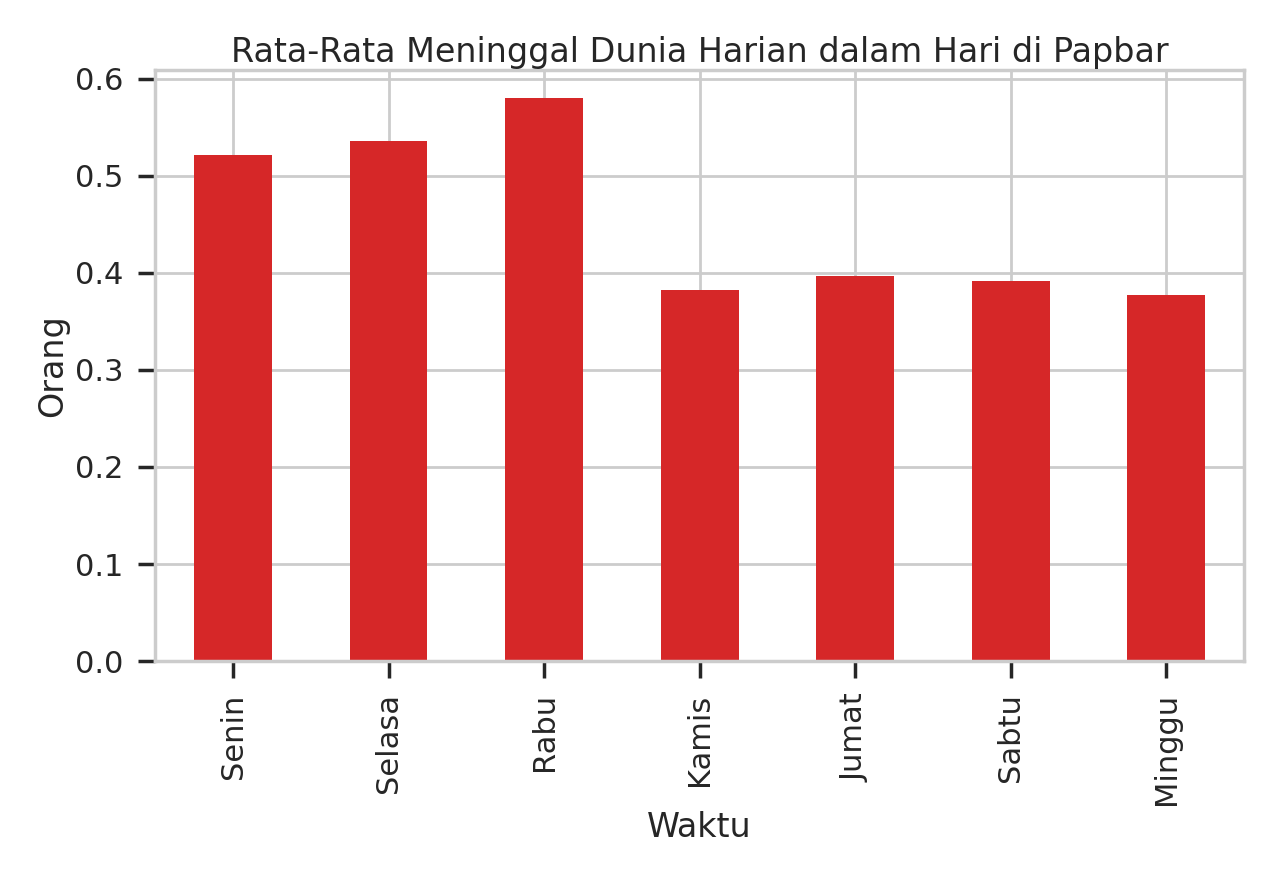 Rata-Rata Meninggal Dunia Harian dalam Hari di Papbar
0.6
0.5
0.4
0.3
0.2
0.1
0.0
Orang
Senin
Selasa
Rabu
Kamis
Jumat
Sabtu
Minggu
Waktu